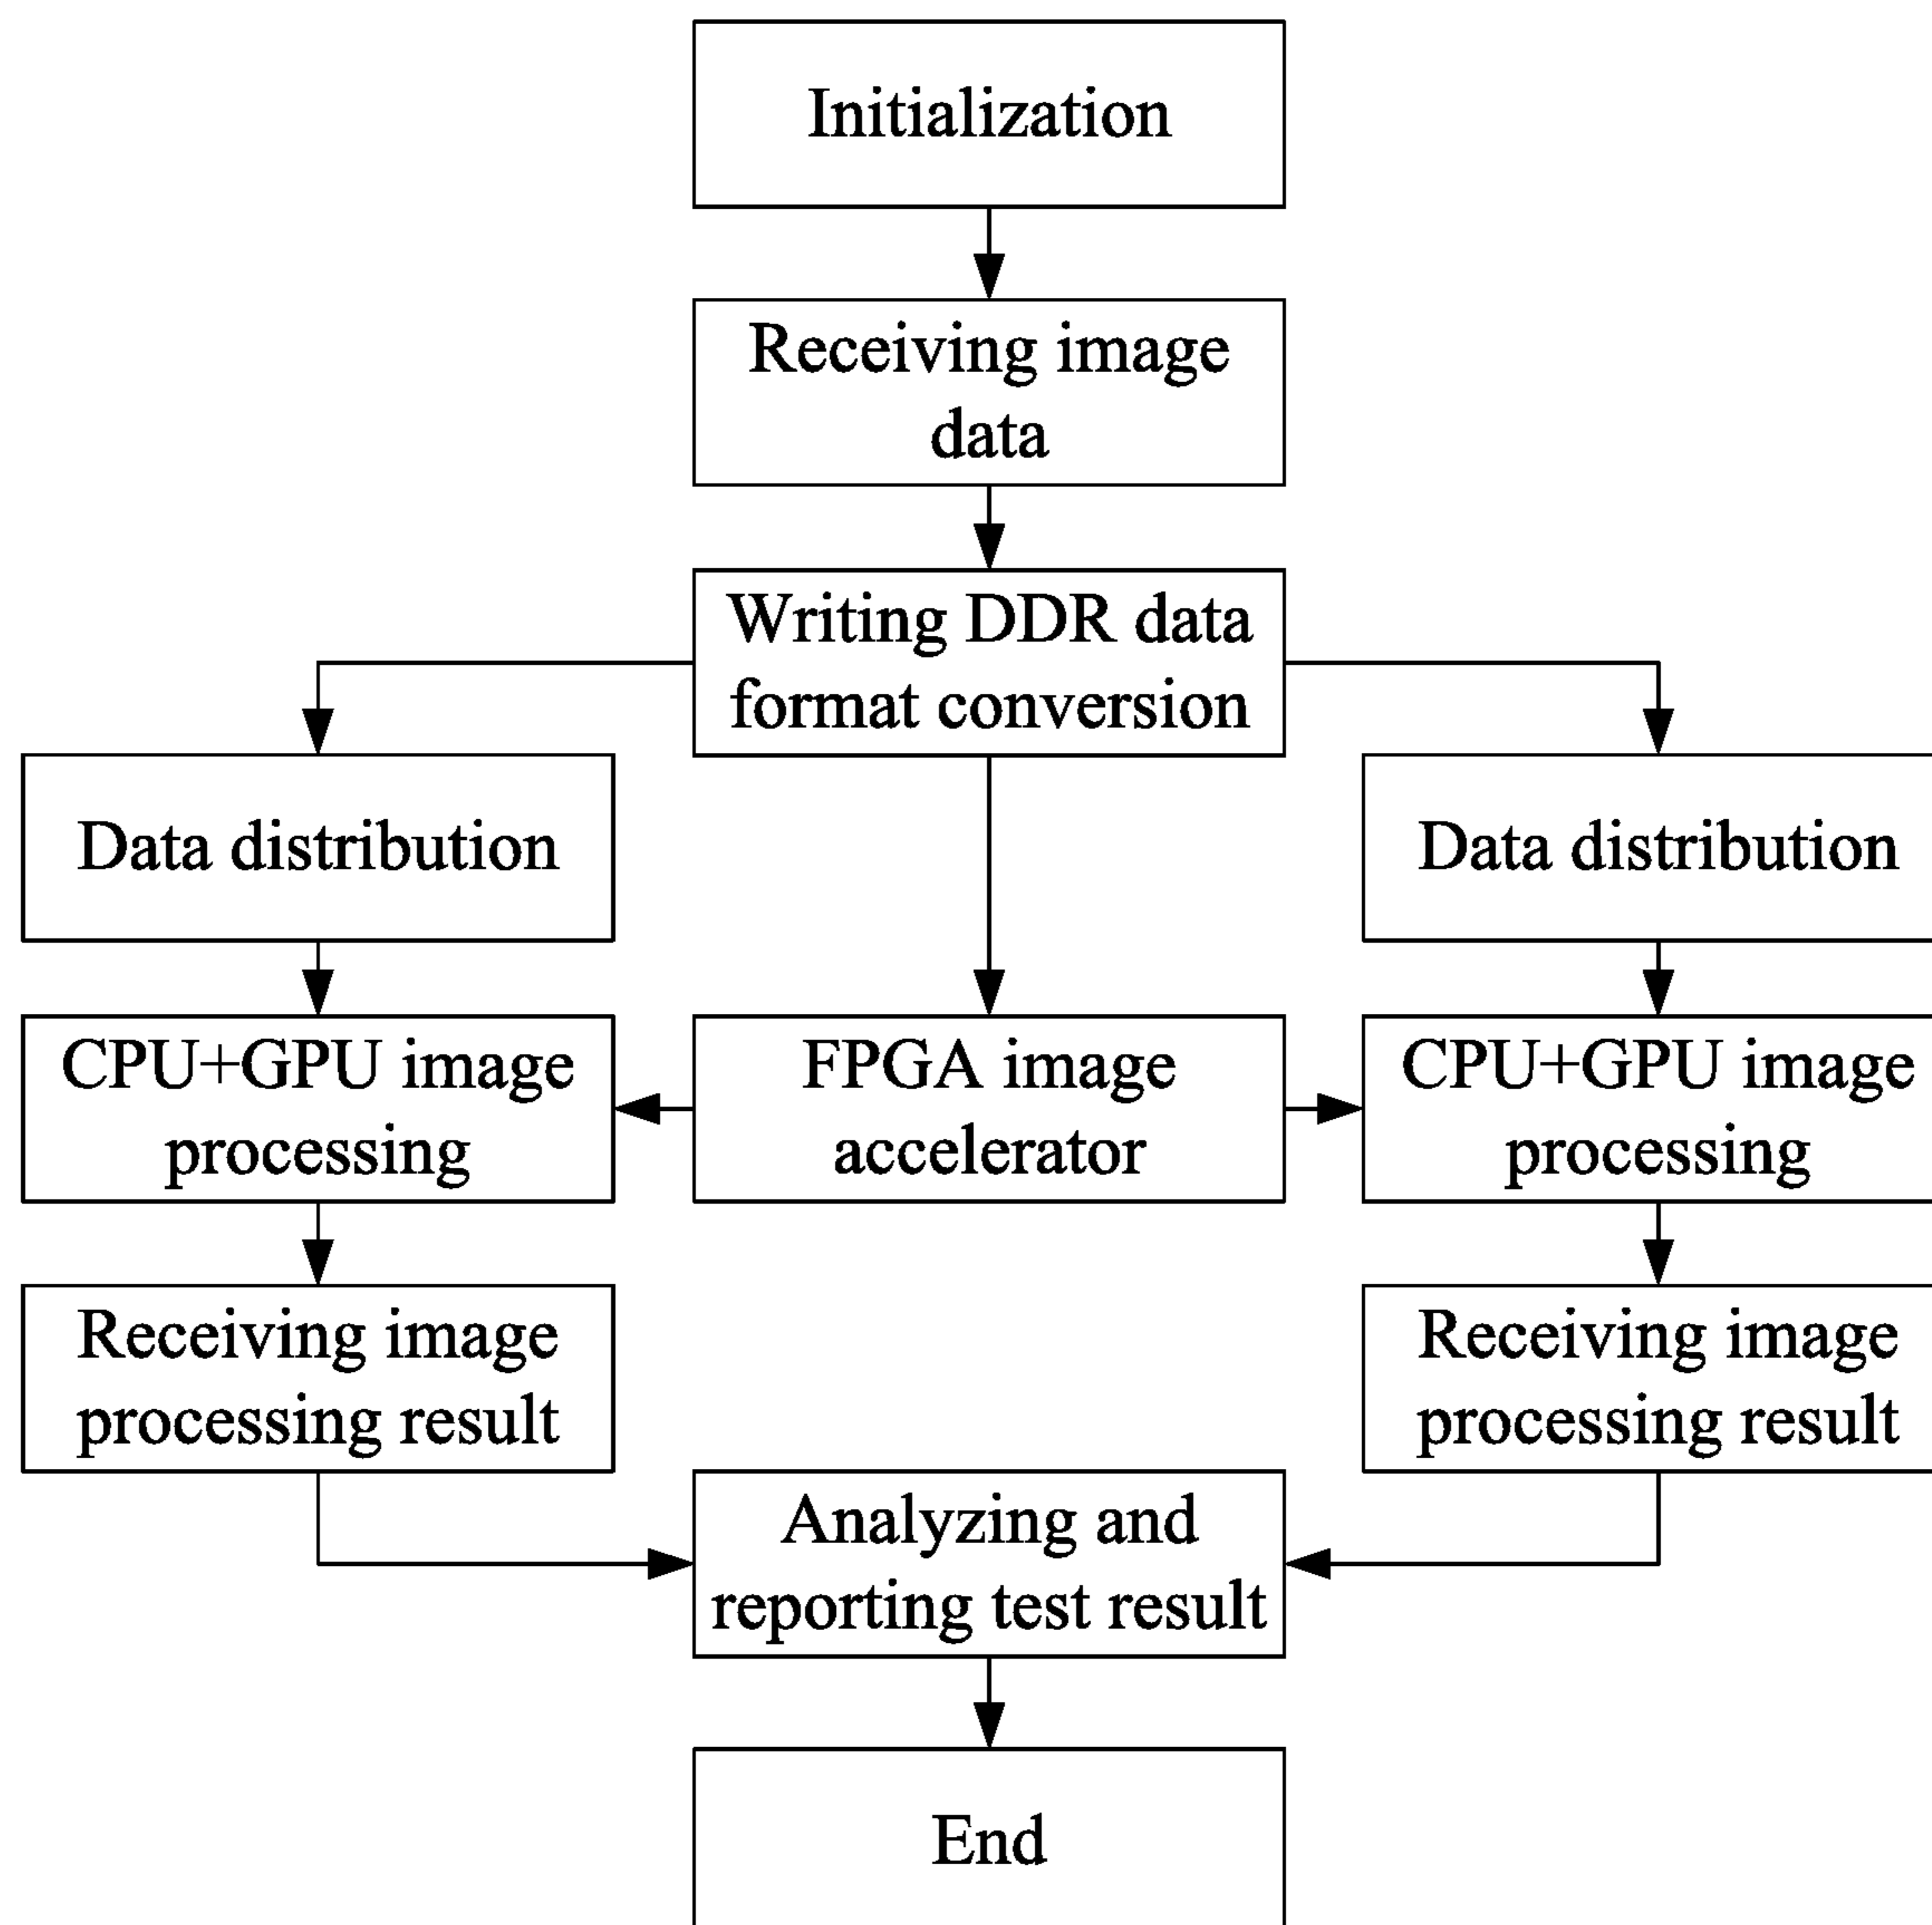 Initialization
Receiving image
data
Writing DDR data
format conversion
Data distribution
Data distribution
CPU+GPU image
processing
FPGA image
accelerator
CPU+GPU image
processing
Receiving image
processing result
Receiving image
processing result
Analyzing and
reporting test result
End